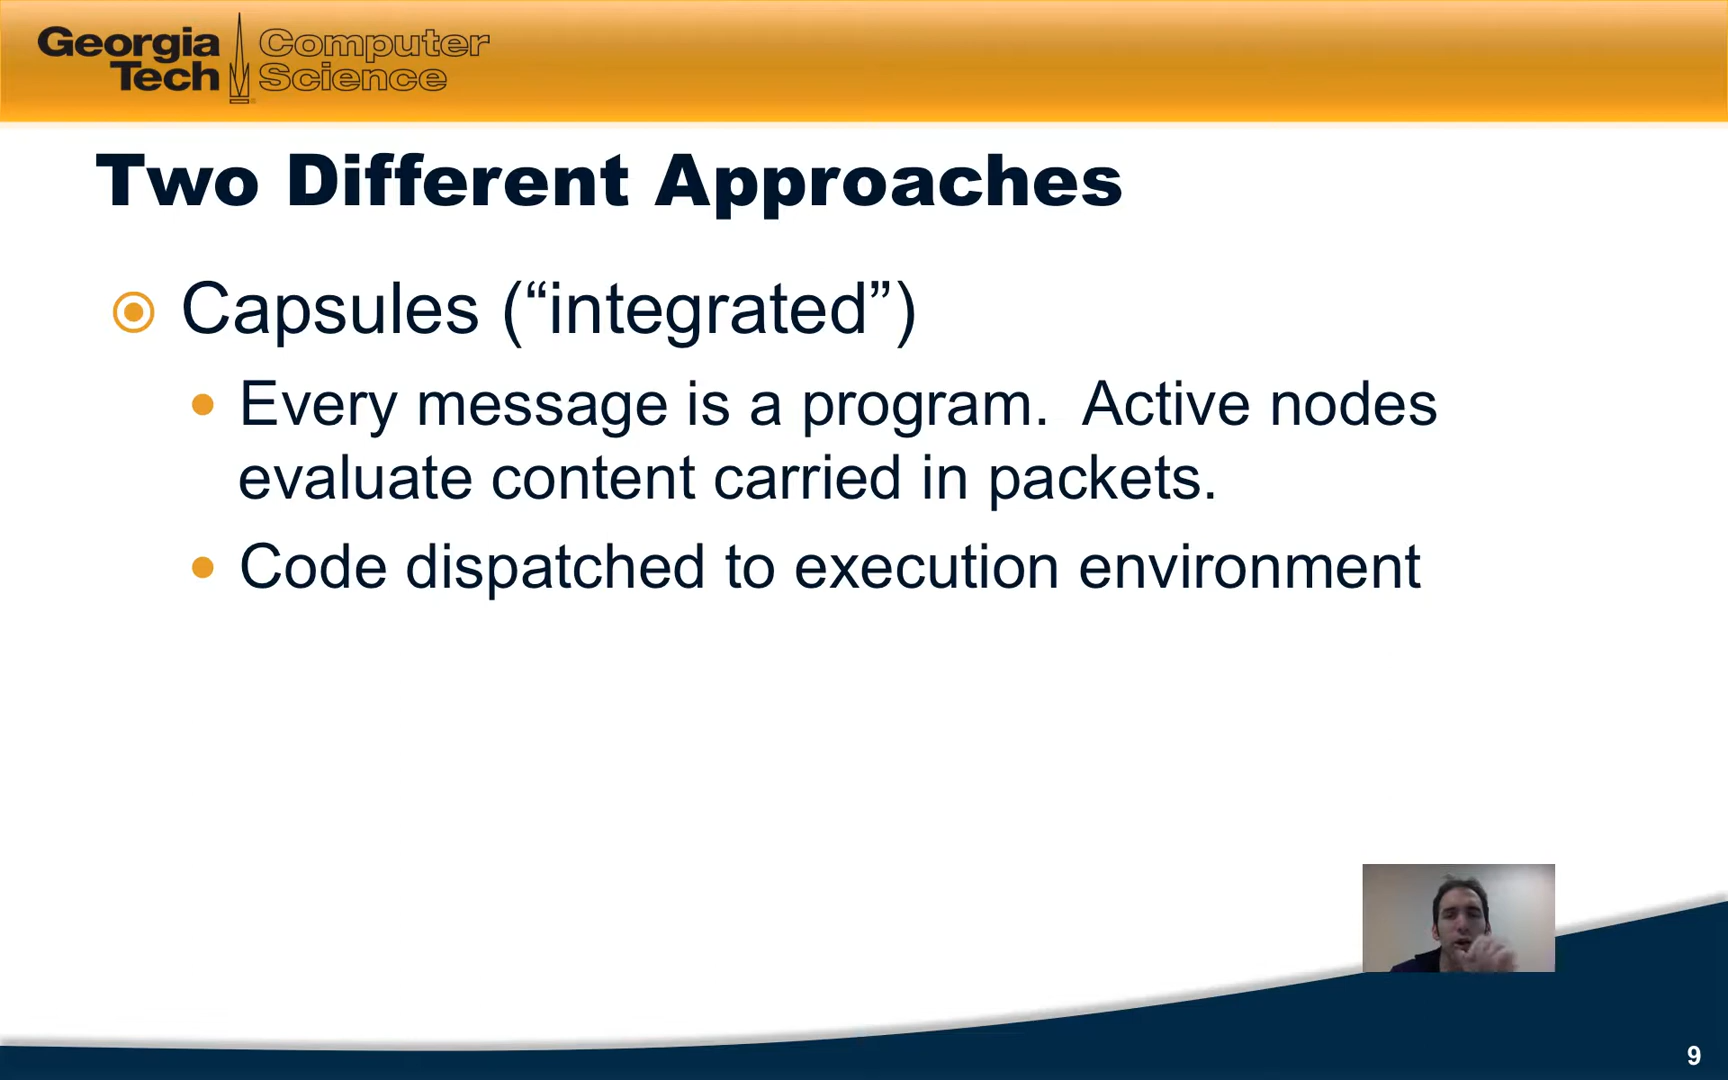 Georgia Tech
Computer Science
Two Different Approaches
Capsules (“integrated”)
Every message is a program.  Active nodes
evaluate content carried in packets.
Code dispatched to execution environment
9